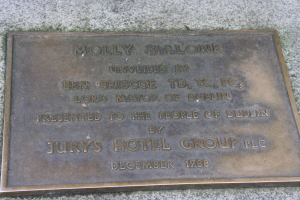 MOLLY MALONE
UNVEILED BY
BEN BRISCOE TD,
LORD MAYOR OF DUBLIN
PRESENTED TO THE PEOPLE OF DUBLIN
BY
JURYS HOTEL GROUP PLC
DECEMBER 1988